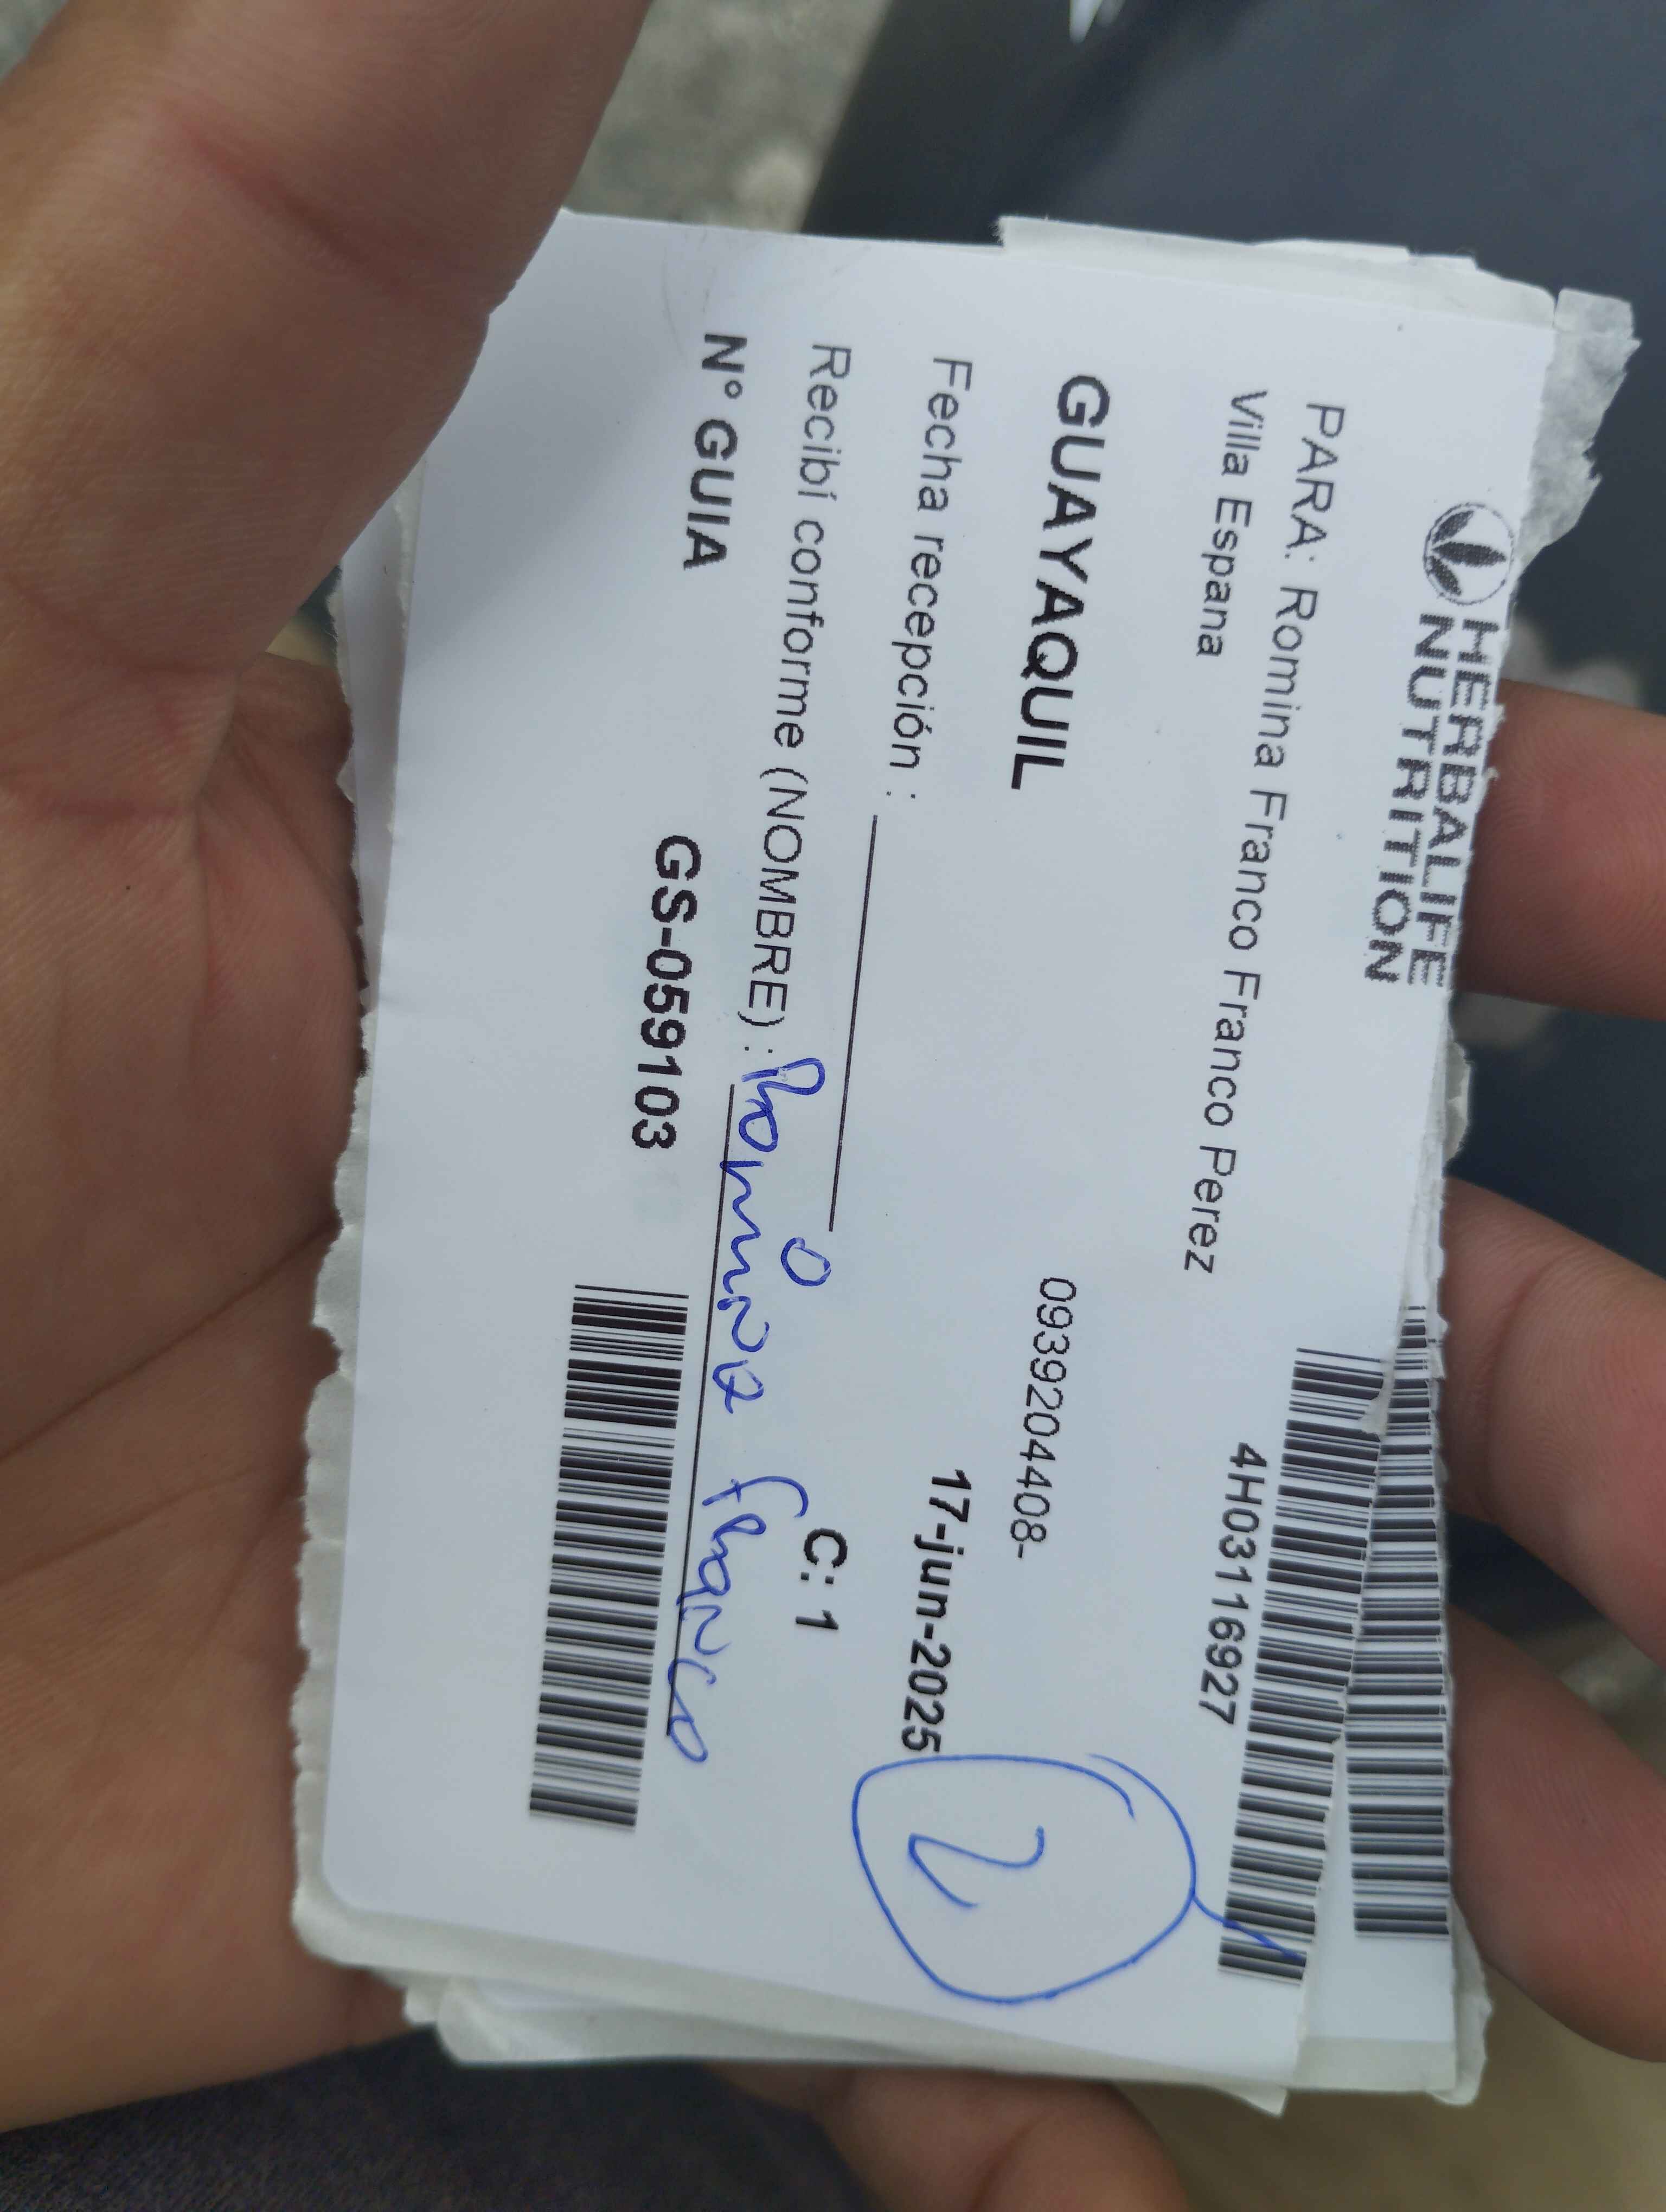 HERBALIFE
NUTRITION
PARA: Romina Franco Franco Perez
Villa Espana
4H03116927
GUAYAQUIL
0939204408-
Fecha recepción :
17-jun-2025
2
Recibí conforme (NOMBRE) : Romina franco
C: 1
N° GUIA
GS-059103